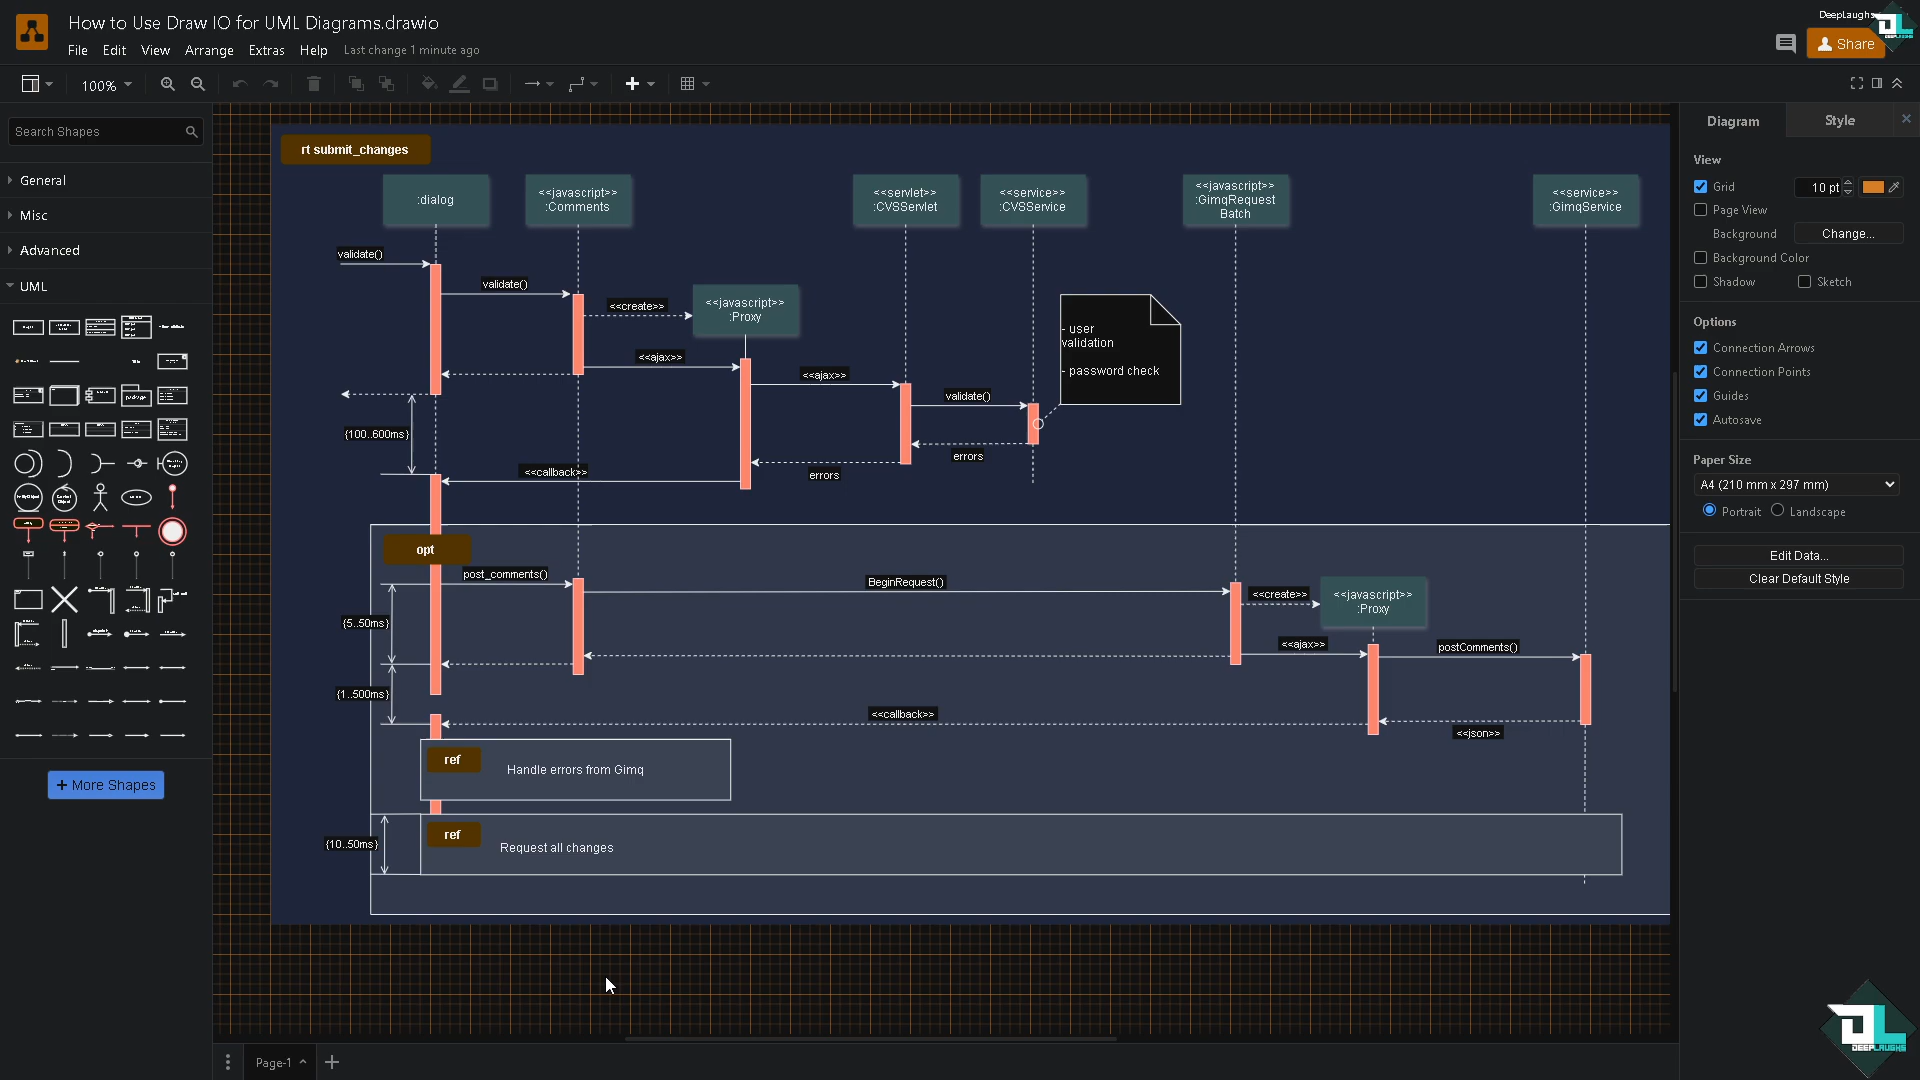 How to Use Draw IO for UML Diagrams.drawio
DeepLaughs
File Edit View Arrange Extras Help Last change 1 minute ago
Share
100%
Search Shapes
General
Misc
Advanced
UML
package
+ More Shapes
rt submit_changes
:dialog
<<javascript>>
:Comments
<<servlet>>
:CVSServlet
<<service>>
:CVSService
<<javascript>>
:GimqRequest
Batch
<<service>>
:GimqService
validate()
validate()
<<create>>
<<javascript>>
:Proxy
<<ajax>>
<<ajax>>
validate()
- user
validation
- password check
{100..600ms}
errors
errors
<<callback>>
opt
post_comments()
BeginRequest()
<<create>>
<<javascript>>
:Proxy
{5..50ms}
<<ajax>>
postComments()
{1..500ms}
<<callback>>
<<json>>
ref
Handle errors from Gimq
ref
Request all changes
{10..50ms}
Page-1
Diagram
Style
View
Grid
10 pt
Page View
Background
Change...
Background Color
Shadow
Sketch
Options
Connection Arrows
Connection Points
Guides
Autosave
Paper Size
A4 (210 mm x 297 mm)
Portrait
Landscape
Edit Data...
Clear Default Style
DL
DEEPLAUGHS